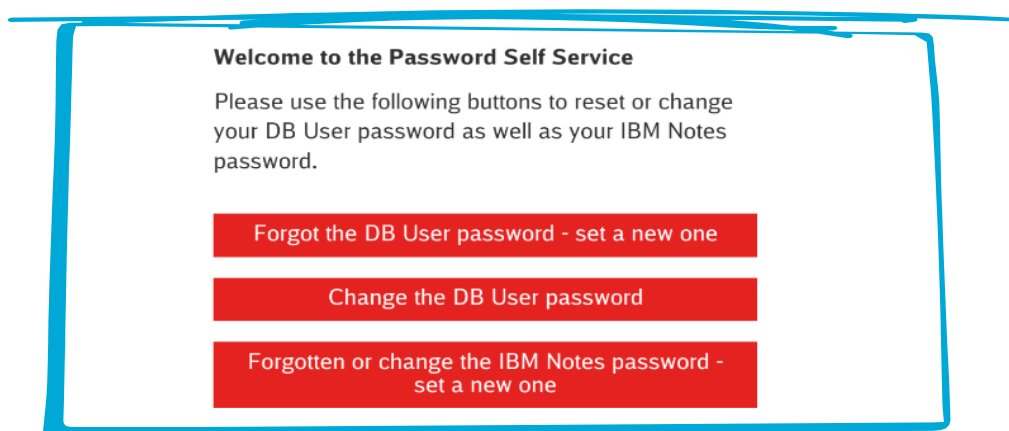 Welcome to the Password Self Service
Please use the following buttons to reset or change
your DB User password as well as your IBM Notes
password.
Forgot the DB User password - set a new one
Change the DB User password
Forgotten or change the IBM Notes password -
set a new one